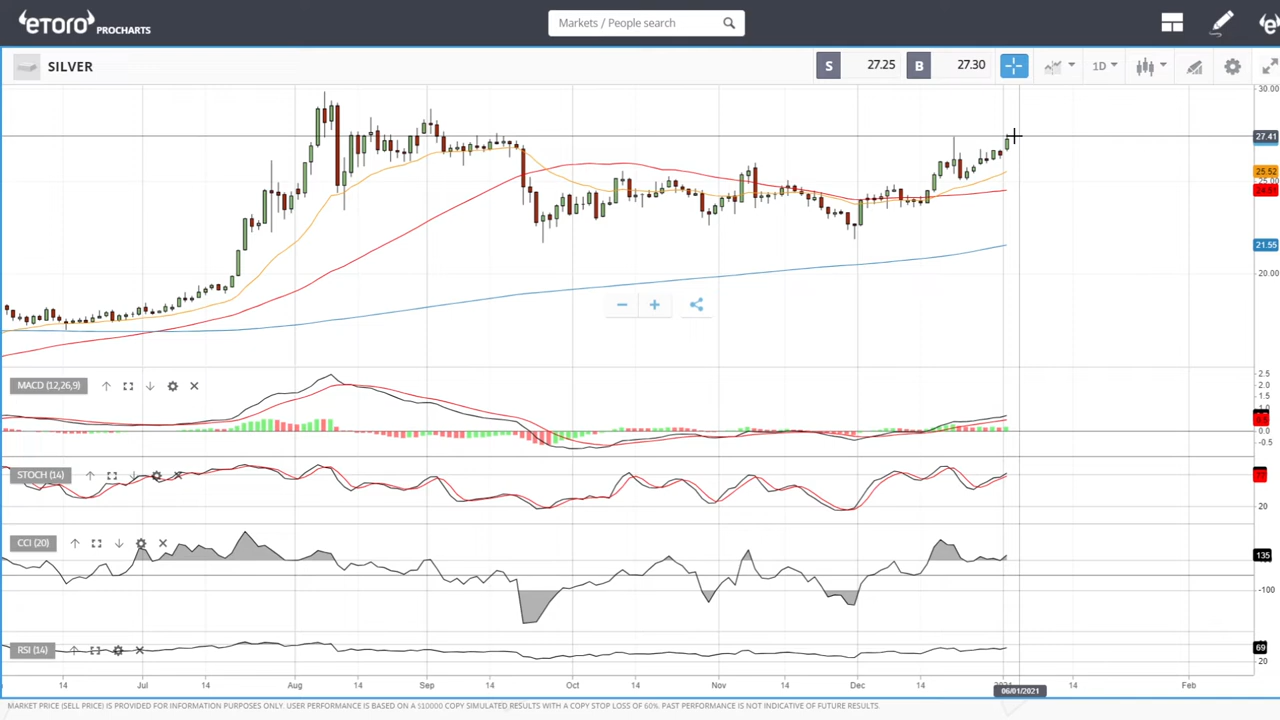 eToro PROCHARTS
Markets / People search
SILVER
S 27.25 B 27.30
1D
30.00
27.41
25.52
21.55
20.00
MACD (12,26,9)
2.5
2.0
1.5
1.0
0.0
-0.5
STOCH (14)
20
CCI (20)
135
-100
RSI (14)
69
20
14 Jul 14 Aug 14 Sep 14 Oct 14 Nov 14 Dec 14 14 Feb
06/01/2021
MARKET PRICE (SELL PRICE) IS PROVIDED FOR INFORMATION PURPOSES ONLY. USER PERFORMANCE IS BASED ON A $10000 COPY SIMULATED RESULTS WITH A COPY STOP LOSS OF 60%. PAST PERFORMANCE IS NOT INDICATIVE OF FUTURE RESULTS.